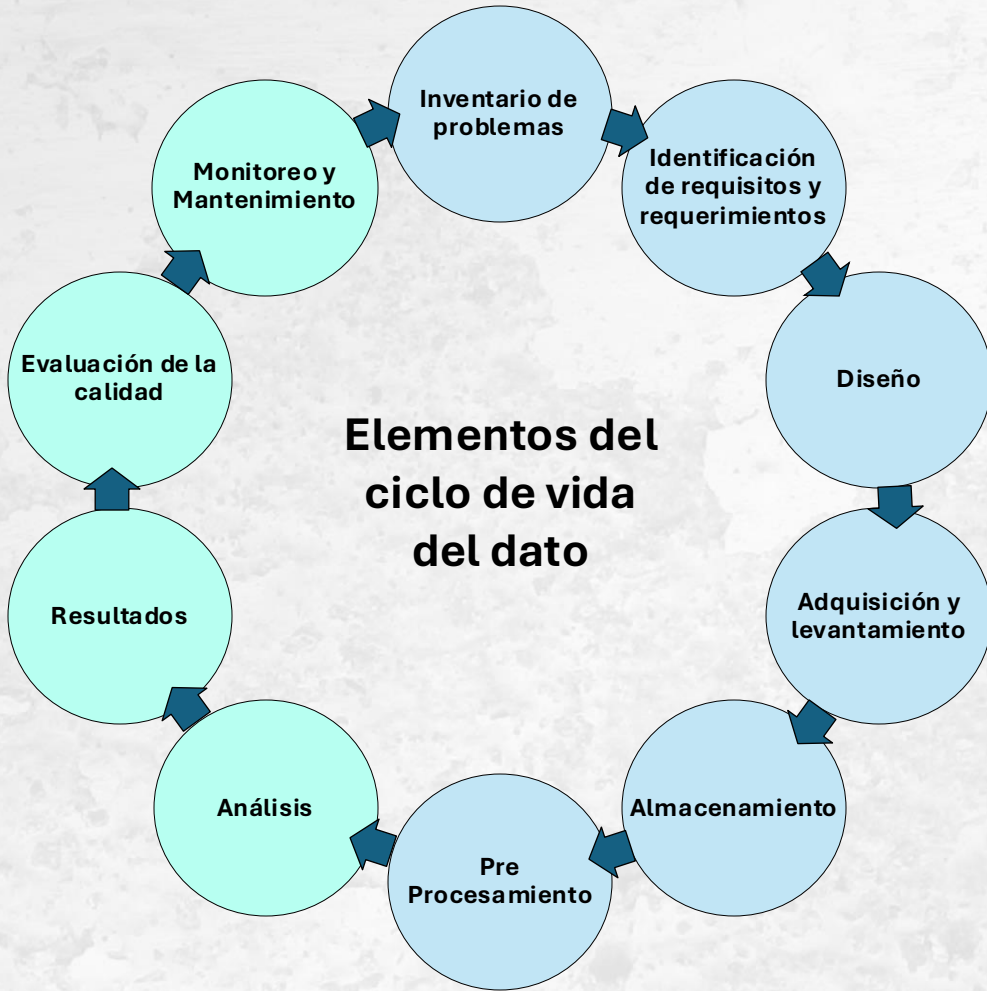 Inventario de
problemas
Identificación
de requisitos y
requerimientos
Diseño
Adquisición y
levantamiento
Almacenamiento
Pre
Procesamiento
Análisis
Resultados
Evaluación de la
calidad
Monitoreo y
Mantenimiento
Elementos del
ciclo de vida
del dato